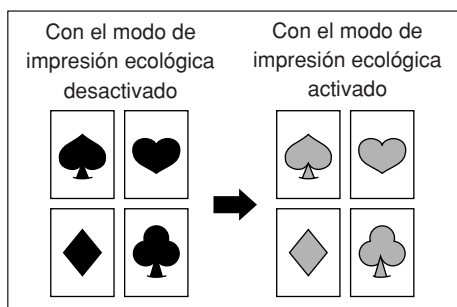 Con el modo de
impresión ecológica
desactivado
Con el modo de
impresión ecológica
activado